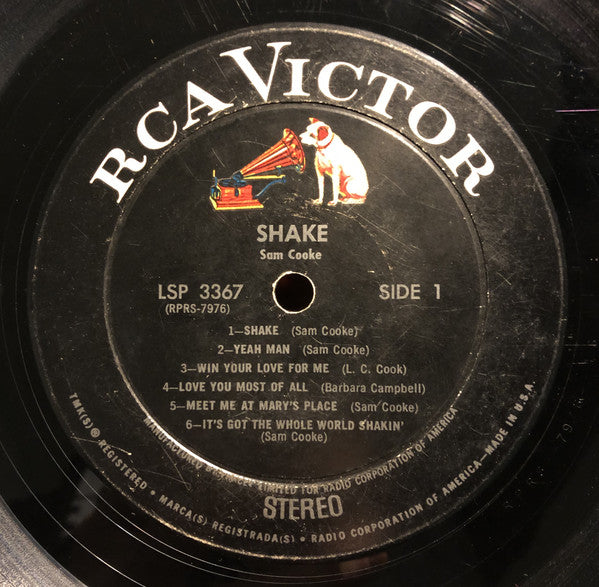 RCA VICTOR
SHAKE
Sam Cooke
LSP 3367
(RPRS-7976)
SIDE 1
1—SHAKE (Sam Cooke)
2—YEAH MAN (Sam Cooke)
3—WIN YOUR LOVE FOR ME (L. C. Cook)
4—LOVE YOU MOST OF ALL (Barbara Campbell)
5—MEET ME AT MARY'S PLACE (Sam Cooke)
6—IT'S GOT THE WHOLE WORLD SHAKIN'
(Sam Cooke)
MANUFACTURED LIMITED FOR RADIO CORPORATION OF AMERICA
STEREO
TMK(S) ® REGISTERED • MARCA(S) REGISTRADA(S) • RADIO CORPORATION OF AMERICA—MADE IN U.S.A.